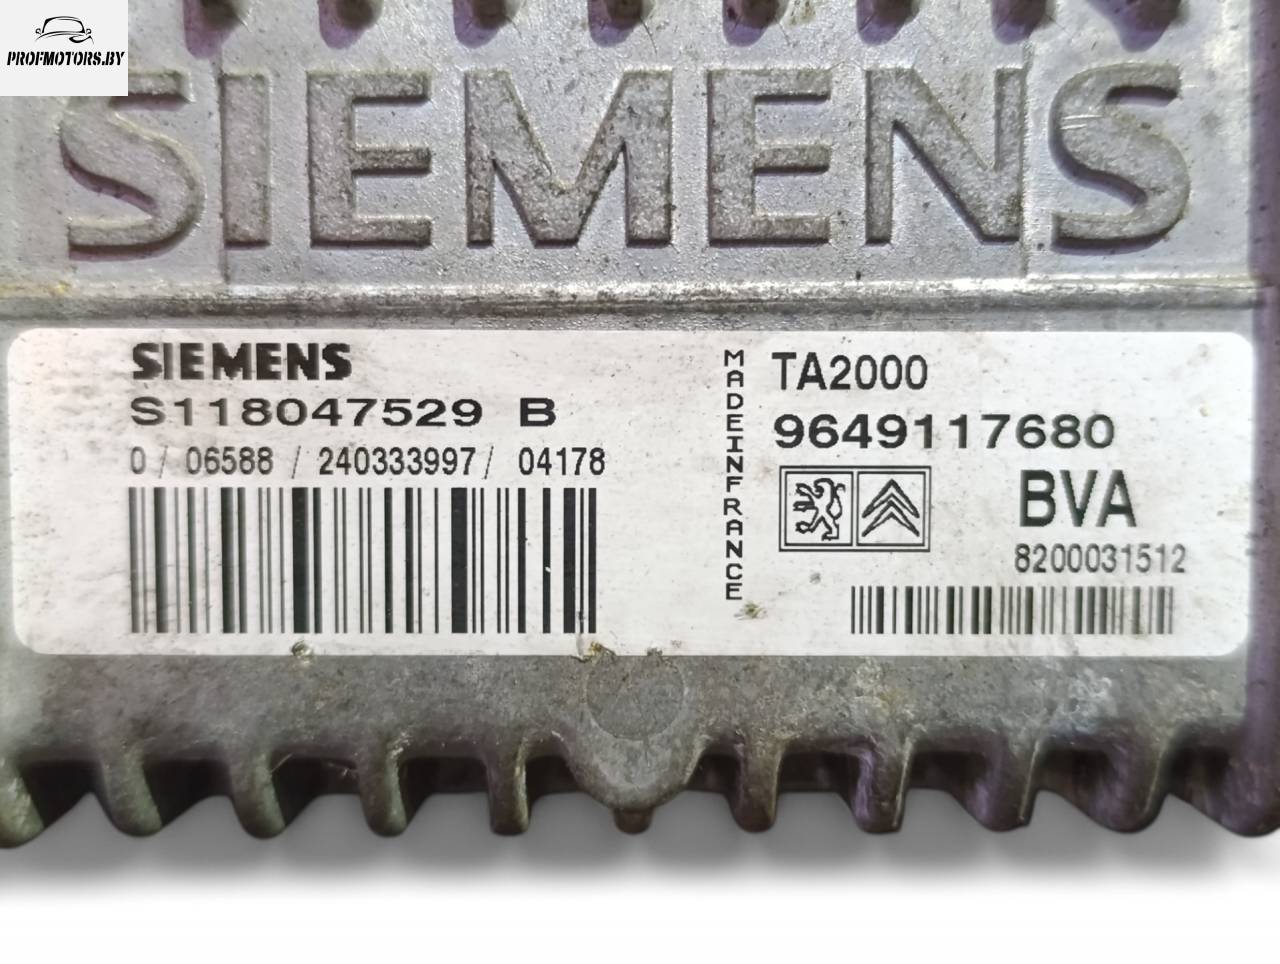 PROFMOTORS.BY
SIEMENS
SIEMENS
S118047529 B
0 / 06588 / 240333997 / 04178
MADEINFRANCE
TA2000
9649117680
BVA
8200031512